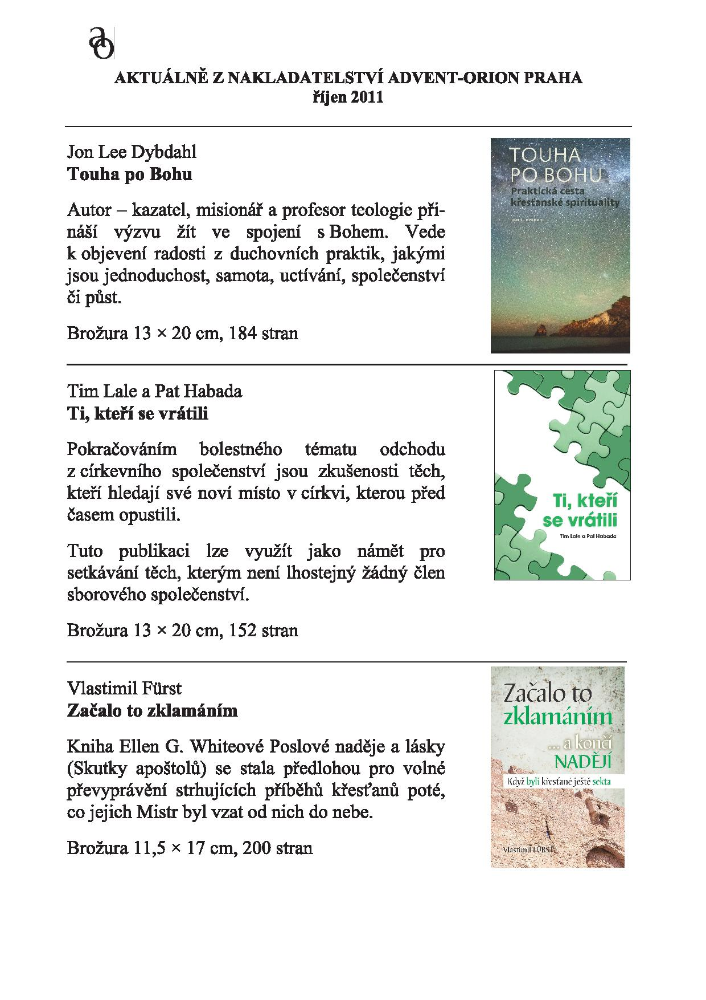 ao
AKTUÁLNĚ Z NAKLADATELSTVÍ ADVENT-ORION PRAHA
říjen 2011
Jon Lee Dybdahl
Touha po Bohu
Autor – kazatel, misionář a profesor teologie při-
náší výzvu žít ve spojení s Bohem. Vede
k objevení radosti z duchovních praktik, jakými
jsou jednoduchost, samota, uctívání, společenství
či půst.
Brožura 13 × 20 cm, 184 stran
TOUHA
PO BOHU
Praktická cesta
křesťanské spirituality
JON L. DYBDAHL
Tim Lale a Pat Habada
Ti, kteří se vrátili
Pokračováním bolestného tématu odchodu
z církevního společenství jsou zkušenosti těch,
kteří hledají své noví místo v církvi, kterou před
časem opustili.
Tuto publikaci lze využít jako námět pro
setkávání těch, kterým není lhostejný žádný člen
sborového společenství.
Brožura 13 × 20 cm, 152 stran
Ti, kteří
se vrátili
Tim Lale a Pat Habada
Vlastimil Fürst
Začalo to zklamáním
Kniha Ellen G. Whiteové Poslové naděje a lásky
(Skutky apoštolů) se stala předlohou pro volné
převyprávění strhujících příběhů křesťanů poté,
co jejich Mistr byl vzat od nich do nebe.
Brožura 11,5 × 17 cm, 200 stran
Začalo to
zklamáním
... a končí
NADĚJÍ
Když byli křesťané ještě sekta
Vlastimil FÜRST